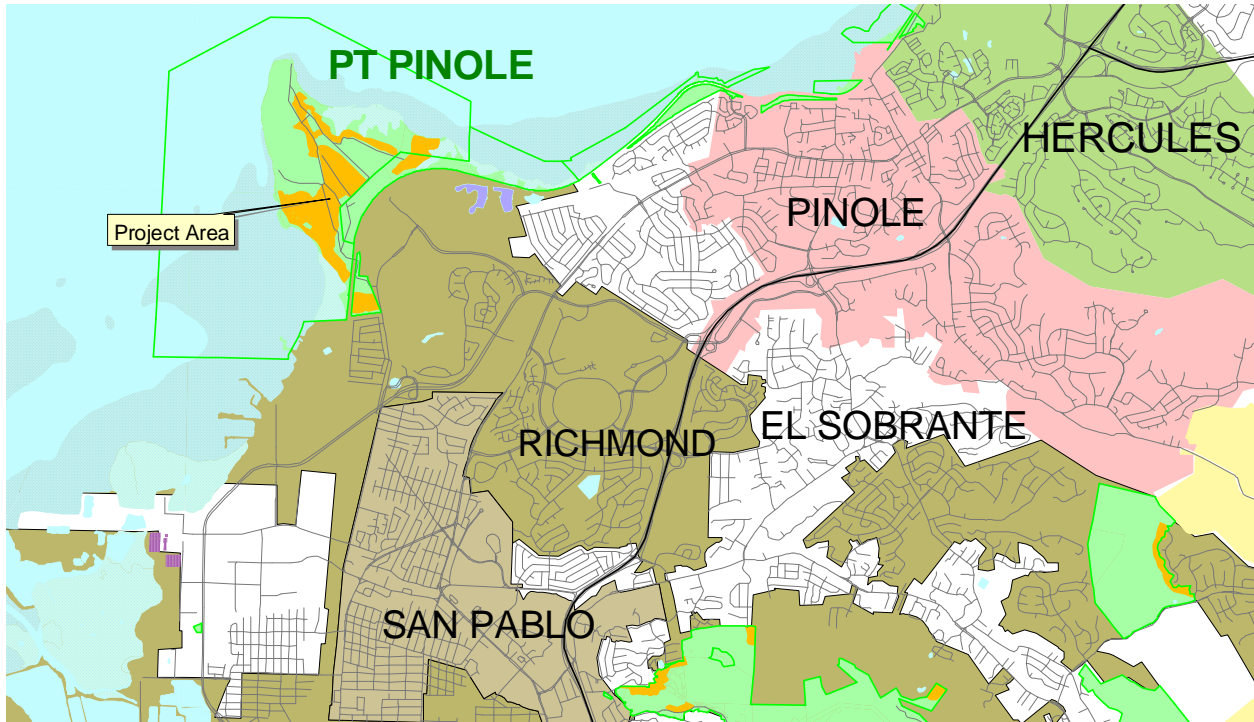 PT PINOLE
HERCULES
PINOLE
Project Area
EL SOBRANTE
RICHMOND
SAN PABLO